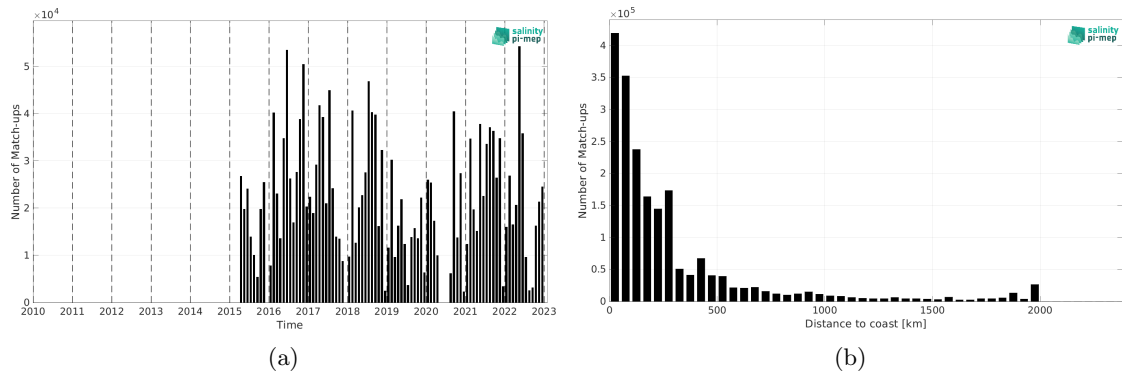 ×10⁴
salinity
pi-mep
5
4
3
2
1
0
Number of Match-ups
2010 2011 2012 2013 2014 2015 2016 2017 2018 2019 2020 2021 2022 2023
Time
(a)
×10⁵
salinity
pi-mep
4
3.5
3
2.5
2
1.5
1
0.5
0
Number of Match-ups
0 500 1000 1500 2000
Distance to coast [km]
(b)